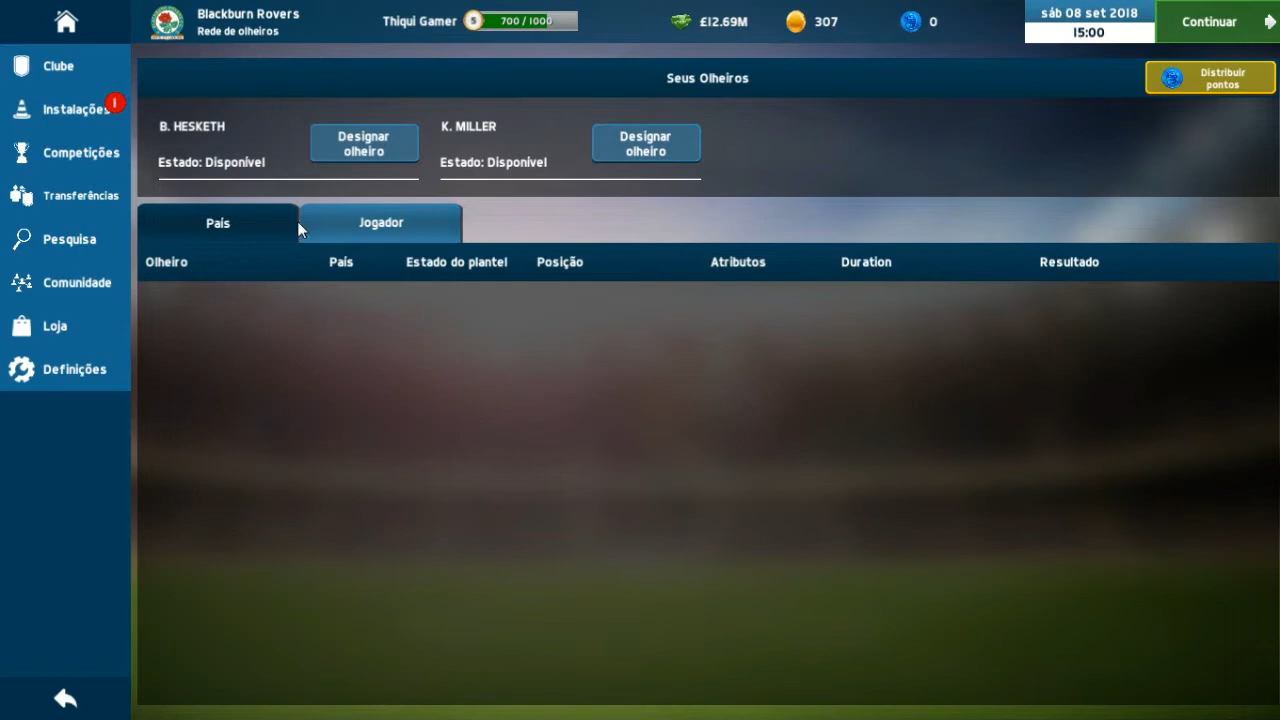 Blackburn Rovers
Rede de olheiros
Thiqui Gamer
5
700 / 1000
£12.69M
307
0
sáb 08 set 2018
15:00
Continuar
Clube
Instalações
Competições
Transferências
Pesquisa
Comunidade
Loja
Definições
Seus Olheiros
Distribuir
pontos
B. HESKETH
Estado: Disponível
Designar
olheiro
K. MILLER
Estado: Disponível
Designar
olheiro
País
Jogador
Olheiro País Estado do plantel Posição Atributos Duration Resultado